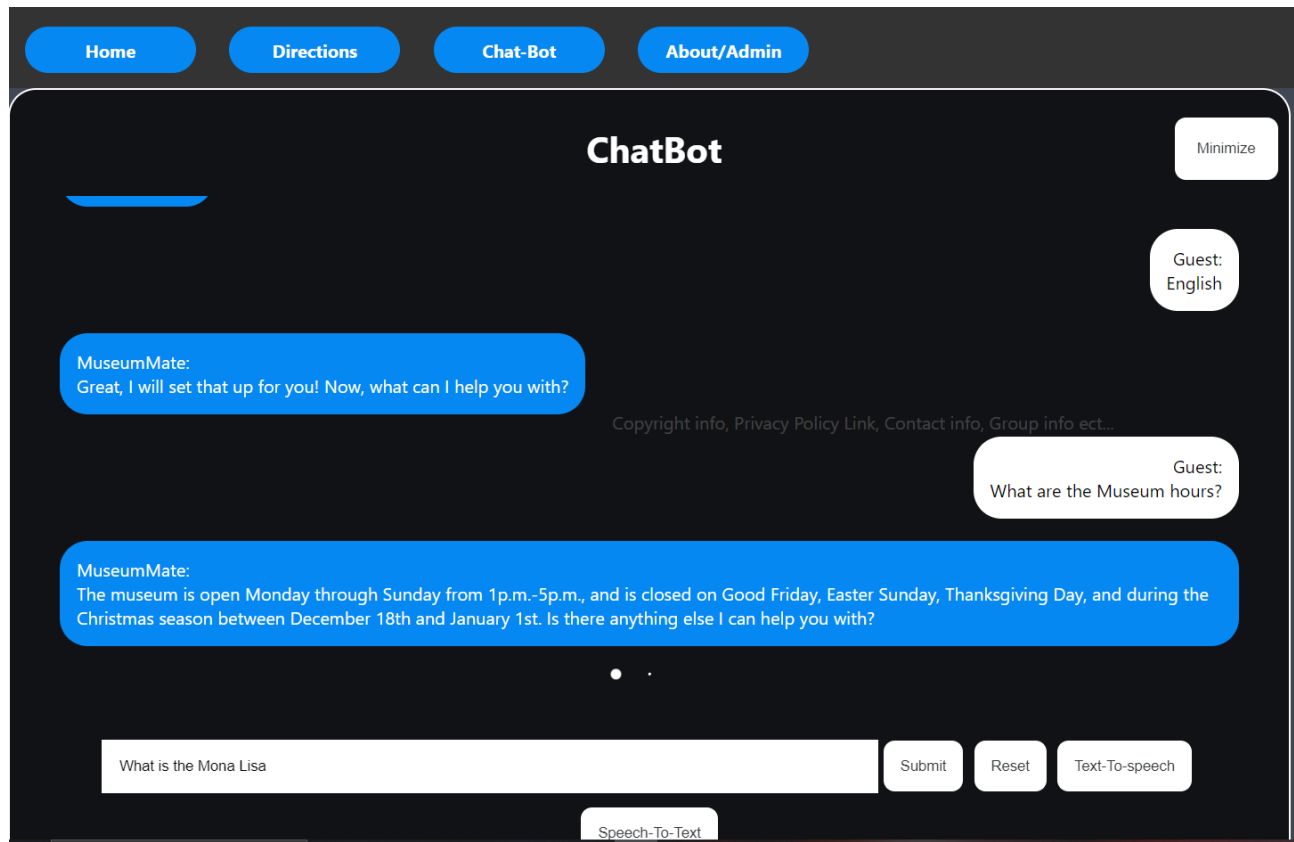 Home Directions Chat-Bot About/Admin
ChatBot
Minimize
Guest:
English
MuseumMate:
Great, I will set that up for you! Now, what can I help you with?
Copyright info, Privacy Policy Link, Contact info, Group info ect...
Guest:
What are the Museum hours?
MuseumMate:
The museum is open Monday through Sunday from 1p.m.-5p.m., and is closed on Good Friday, Easter Sunday, Thanksgiving Day, and during the
Christmas season between December 18th and January 1st. Is there anything else I can help you with?
What is the Mona Lisa
Submit Reset Text-To-speech
Speech-To-Text